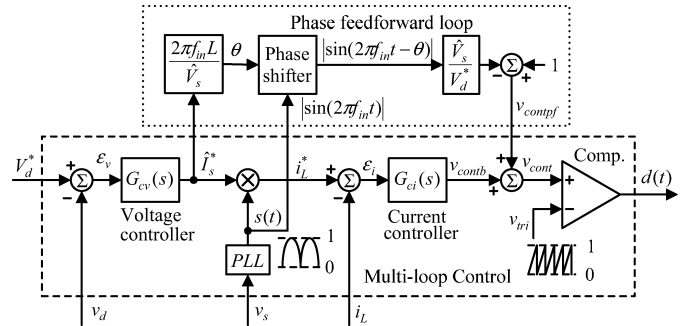 Phase feedforward loop
2πf_in L / V̂_s
θ
Phase shifter
|sin(2πf_in t − θ)|
V̂_s / V_d^*
−
Σ
+
1
|sin(2πf_in t)|
v_contpf
V_d^*
+
Σ
−
ε_v
G_cv(s)
Î_s^*
×
i_L^*
+
Σ
−
ε_i
G_ci(s)
v_contb
+
+
Σ
v_cont
Comp.
+
−
d(t)
Voltage controller
s(t)
Current controller
v_tri
PLL
1
0
1
0
Multi-loop Control
v_d
v_s
i_L